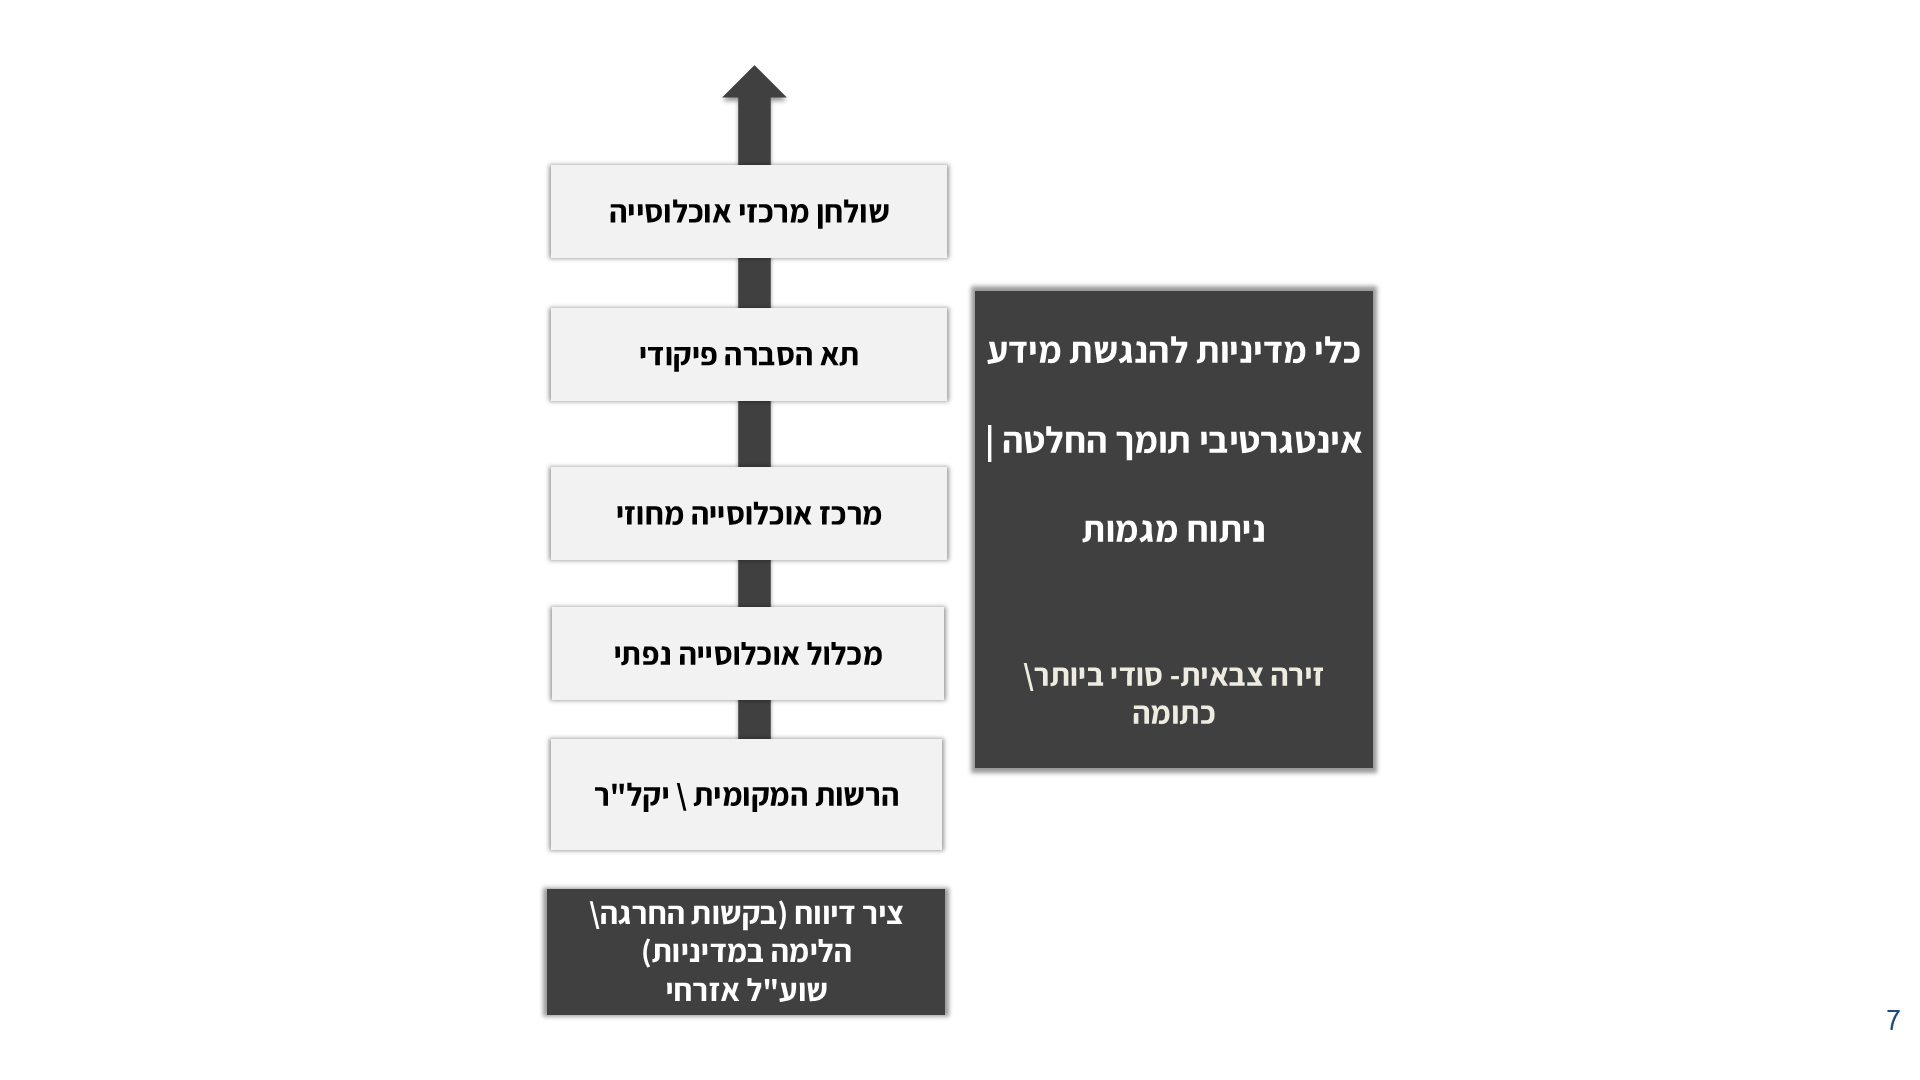 שולחן מרכזי אוכלוסייה
תא הסברה פיקודי
מרכז אוכלוסייה מחוזי
מכלול אוכלוסייה נפתי
הרשות המקומית \ יקל"ר
ציר דיווח (בקשות החרגה\
הלימה במדיניות)
שוע"ל אזרחי
כלי מדיניות להנגשת מידע
אינטגרטיבי תומך החלטה |
ניתוח מגמות
זירה צבאית- סודי ביותר\
כתומה
7